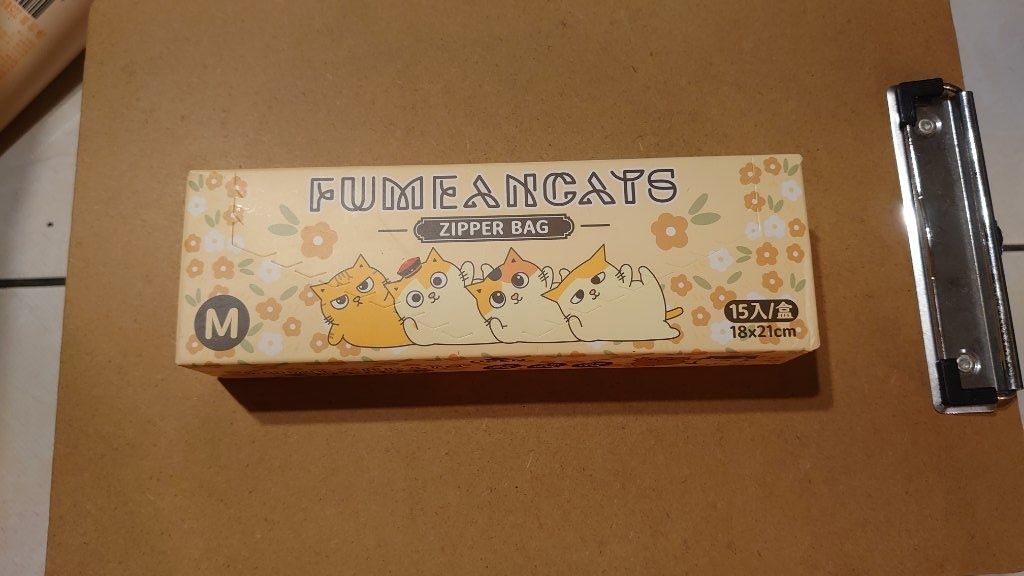 FUMEANCATS
ZIPPER BAG
M
15入/盒
18x21cm